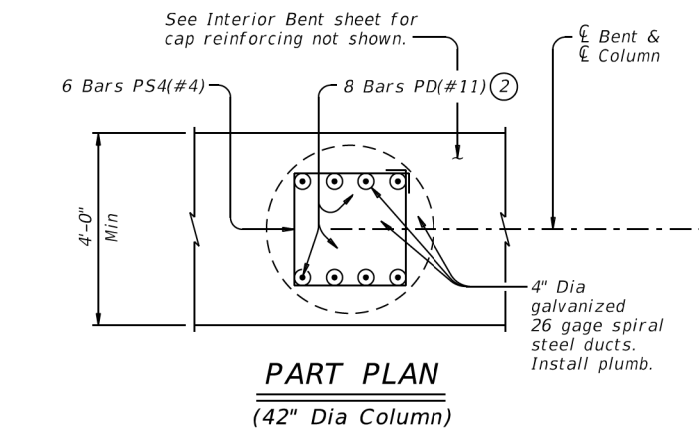 See Interior Bent sheet for
cap reinforcing not shown.
℄ Bent &
℄ Column
6 Bars PS4(#4)
8 Bars PD(#11) 2
4'-0"
Min
4" Dia
galvanized
26 gage spiral
steel ducts.
Install plumb.
PART PLAN
(42" Dia Column)